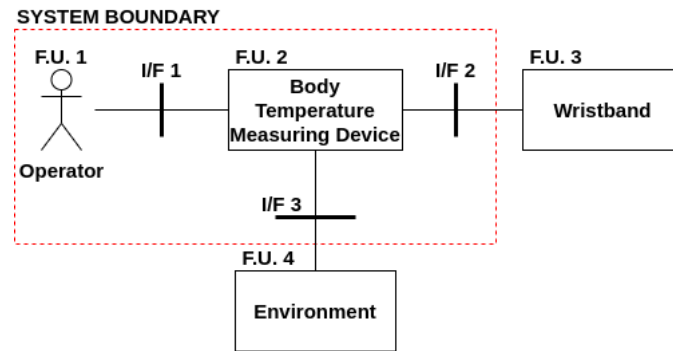 SYSTEM BOUNDARY
F.U. 1
I/F 1
F.U. 2
I/F 2
F.U. 3
Body
Temperature
Measuring Device
Wristband
Operator
I/F 3
F.U. 4
Environment